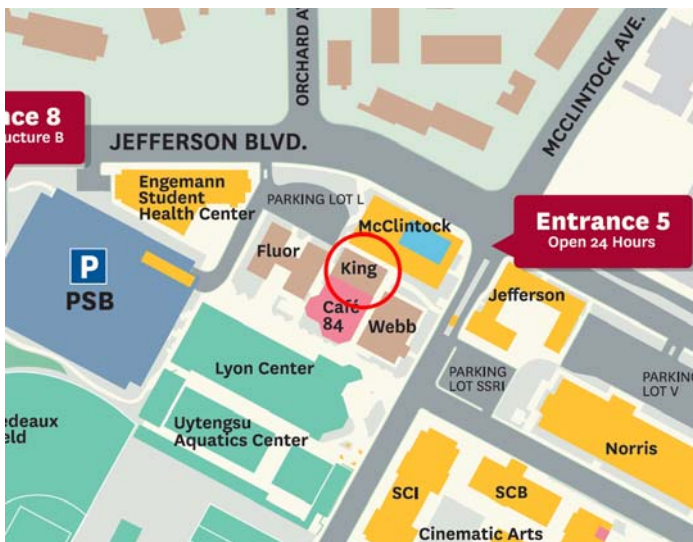 ORCHARD A
MCCLINTOCK AVE.
nce 8
ucture B
JEFFERSON BLVD.
Engemann
Student
Health Center
PARKING LOT L
McClintock
Entrance 5
Open 24 Hours
P
PSB
Fluor
King
Café
84
Webb
Jefferson
Lyon Center
PARKING
LOT SSRI
PARKIN
LOT V
edeaux
eld
Uytengsu
Aquatics Center
Norris
SCI
SCB
Cinematic Arts